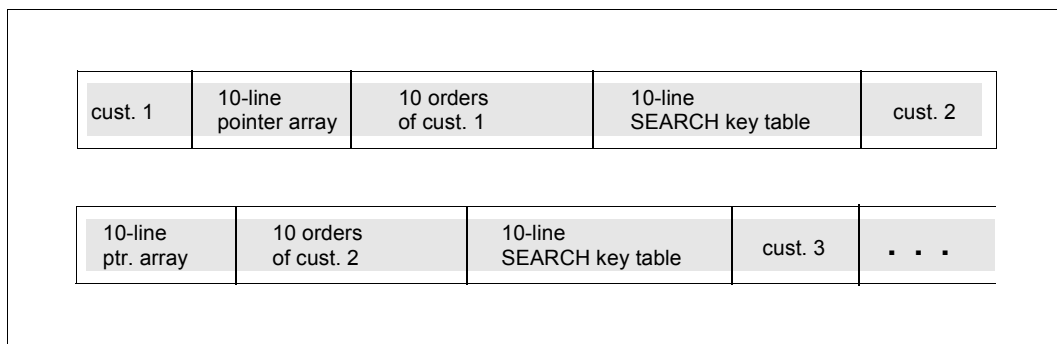 cust. 1
10-line
pointer array
10 orders
of cust. 1
10-line
SEARCH key table
cust. 2
10-line
ptr. array
10 orders
of cust. 2
10-line
SEARCH key table
cust. 3
. . .